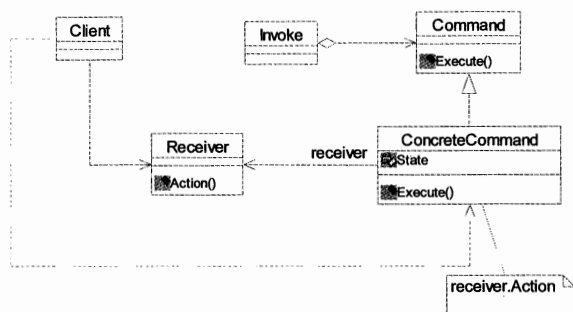 Client
Invoke
Command
Execute()
Receiver
Action()
receiver
ConcreteCommand
State
Execute()
receiver.Action